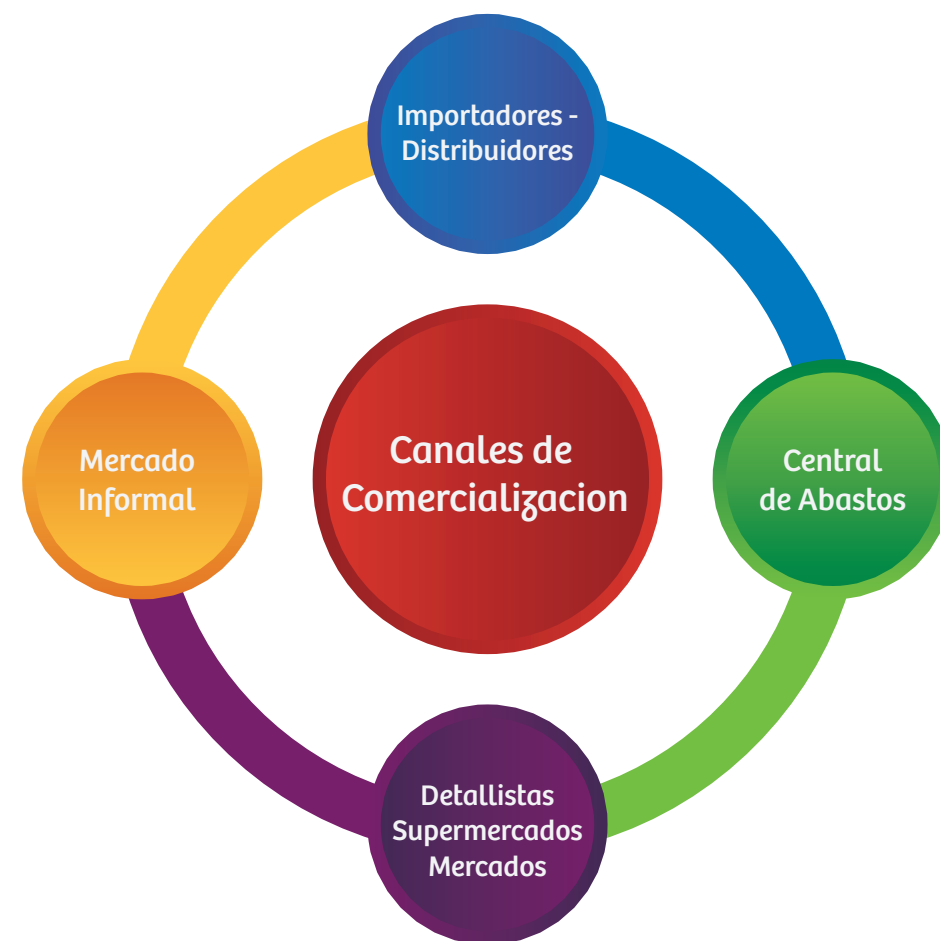 Importadores -
Distribuidores
Mercado
Informal
Canales de
Comercializacion
Central
de Abastos
Detallistas
Supermercados
Mercados